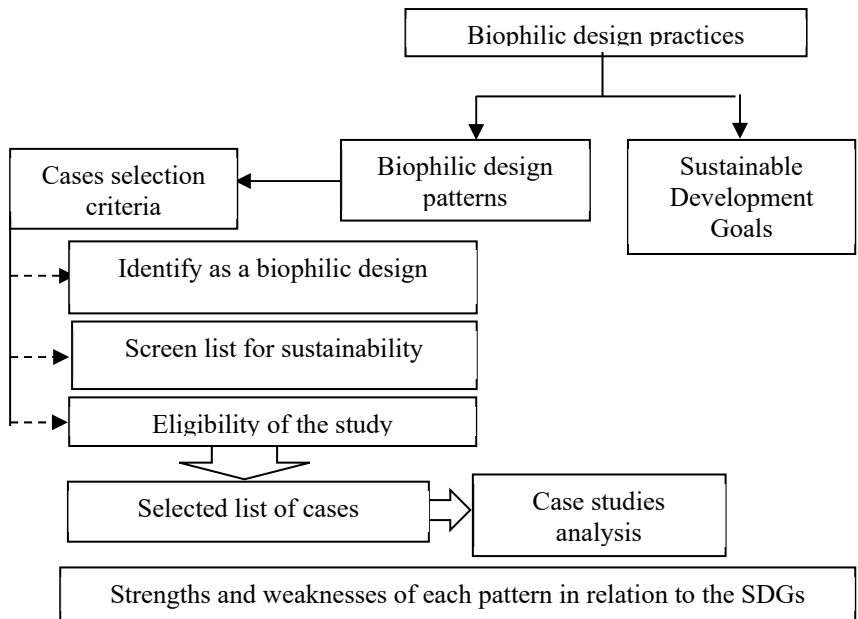 Biophilic design practices
Biophilic design
patterns
Sustainable
Development
Goals
Cases selection
criteria
Identify as a biophilic design
Screen list for sustainability
Eligibility of the study
Selected list of cases
Case studies
analysis
Strengths and weaknesses of each pattern in relation to the SDGs